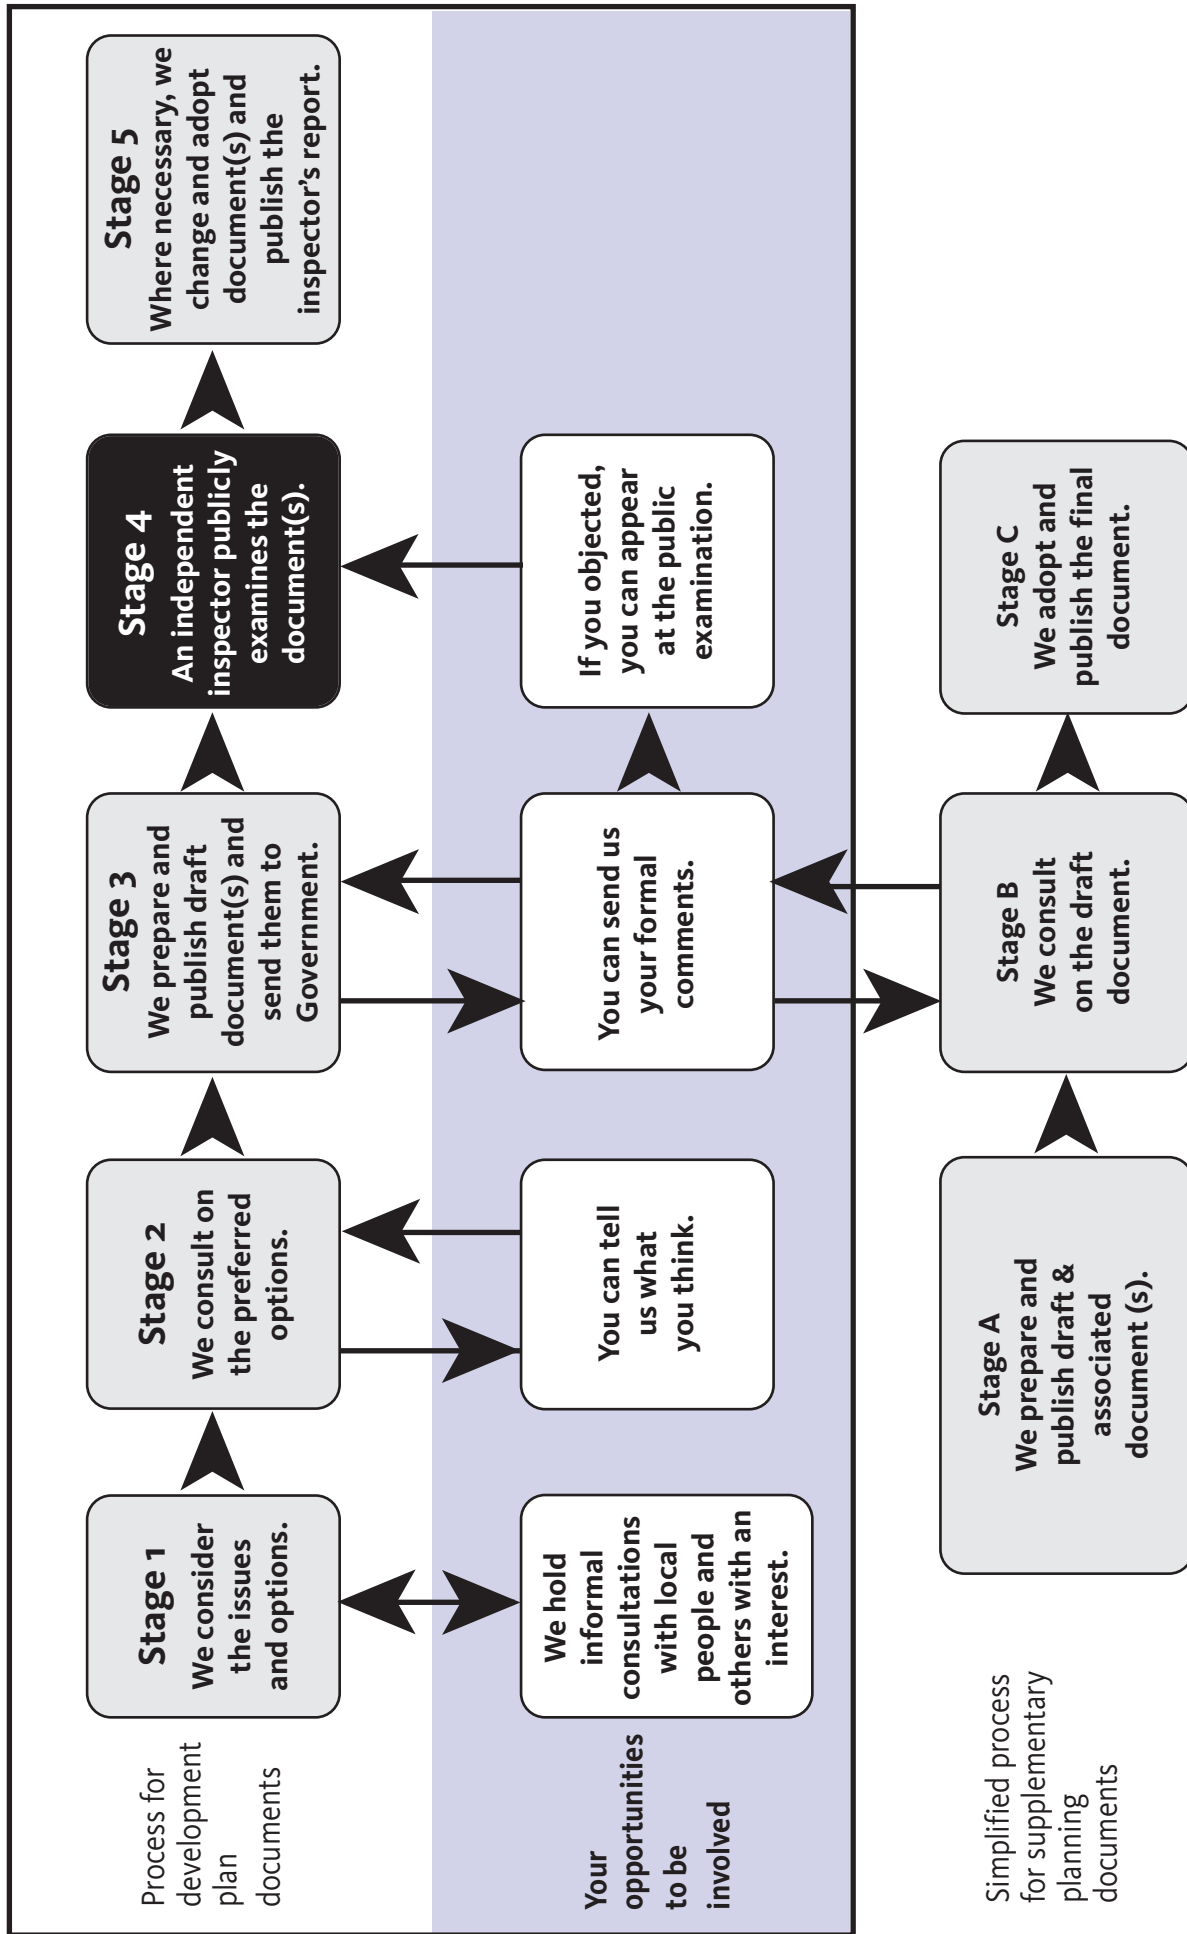 Process for
development
plan
documents
Stage 1
We consider
the issues
and options.
Stage 2
We consult on
the preferred
options.
Stage 3
We prepare and
publish draft
document(s) and
send them to
Government.
Stage 4
An independent
inspector publicly
examines the
document(s).
Stage 5
Where necessary, we
change and adopt
document(s) and
publish the
inspector’s report.
Your
opportunities
to be
involved
We hold
informal
consultations
with local
people and
others with an
interest.
You can tell
us what
you think.
You can send us
your formal
comments.
If you objected,
you can appear
at the public
examination.
Simplified process
for supplementary
planning
documents
Stage A
We prepare and
publish draft &
associated
document (s).
Stage B
We consult
on the draft
document.
Stage C
We adopt and
publish the final
document.